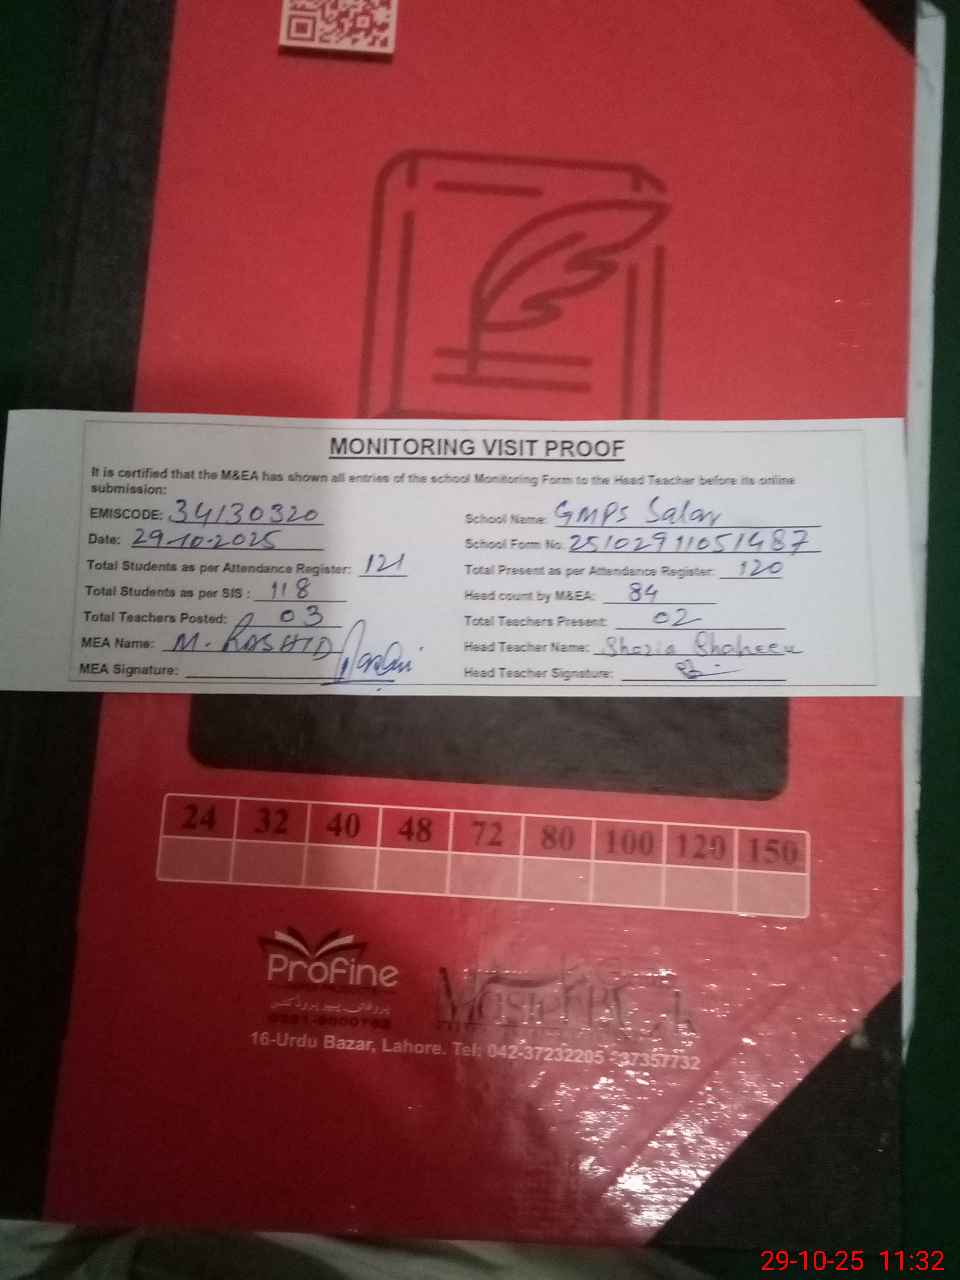 MONITORING VISIT PROOF
It is certified that the M&EA has shown all entries of the school Monitoring Form to the Head Teacher before its online
submission:
EMISCODE: 34130320 School Name: GMPS Salar
Date: 29-10-2025 School Form No: 25102911051487
Total Students as per Attendance Register: 121 Total Present as per Attendance Register: 120
Total Students as per SIS : 118 Head count by M&EA: 84
Total Teachers Posted: 03 Total Teachers Present: 02
MEA Name: M. RASHID Head Teacher Name: Shazia Shaheen
MEA Signature: Head Teacher Signature:
24 32 40 48 72 80 100 120 150
ProFine
16-Urdu Bazar, Lahore. Tel: 042-37232205 37357732
29-10-25 11:32